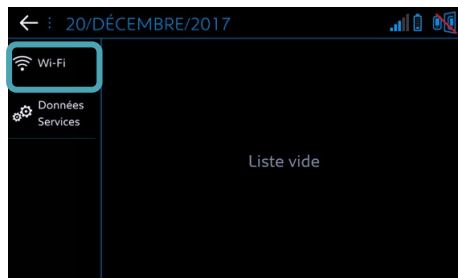 20/DÉCEMBRE/2017
Wi-Fi
Données
Services
Liste vide